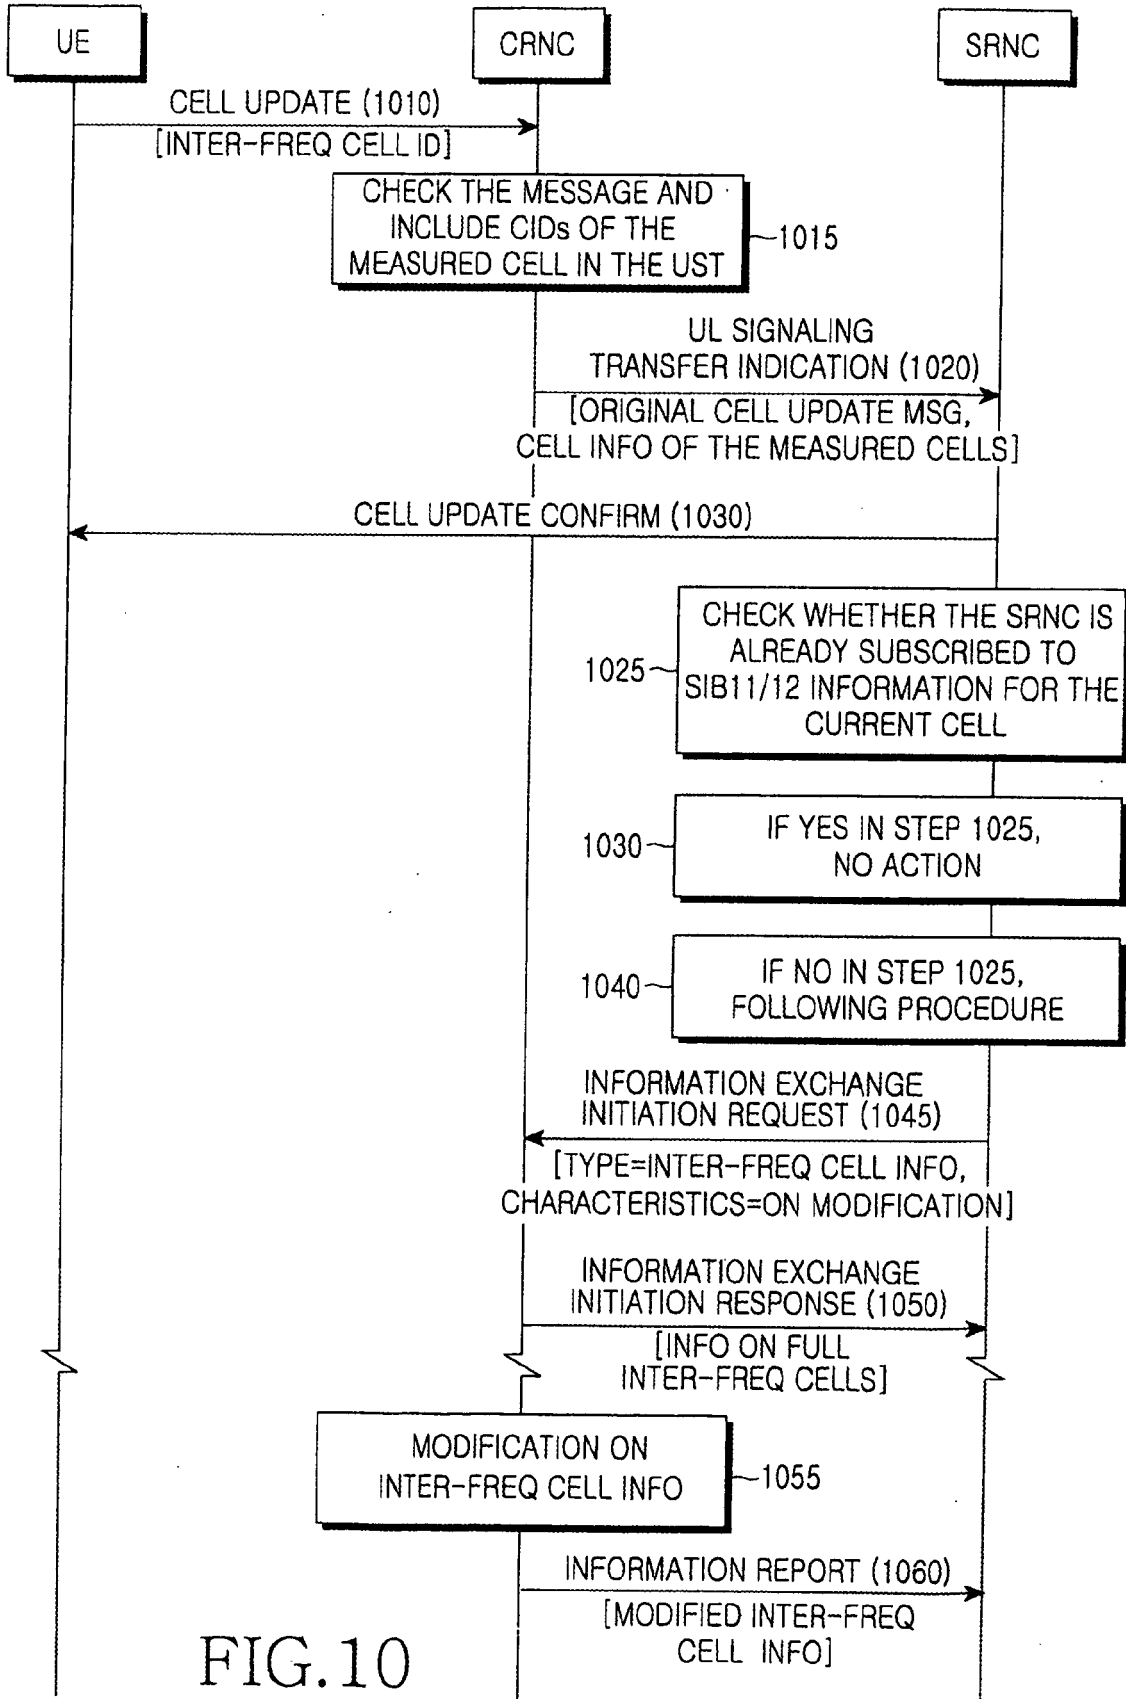 UE
CRNC
SRNC
CELL UPDATE (1010)
[INTER-FREQ CELL ID]
CHECK THE MESSAGE AND
INCLUDE CIDs OF THE
MEASURED CELL IN THE UST
1015
UL SIGNALING
TRANSFER INDICATION (1020)
[ORIGINAL CELL UPDATE MSG,
CELL INFO OF THE MEASURED CELLS]
CELL UPDATE CONFIRM (1030)
CHECK WHETHER THE SRNC IS
ALREADY SUBSCRIBED TO
SIB11/12 INFORMATION FOR THE
CURRENT CELL
1025
IF YES IN STEP 1025,
NO ACTION
1030
IF NO IN STEP 1025,
FOLLOWING PROCEDURE
1040
INFORMATION EXCHANGE
INITIATION REQUEST (1045)
[TYPE=INTER-FREQ CELL INFO,
CHARACTERISTICS=ON MODIFICATION]
INFORMATION EXCHANGE
INITIATION RESPONSE (1050)
[INFO ON FULL
INTER-FREQ CELLS]
MODIFICATION ON
INTER-FREQ CELL INFO
1055
INFORMATION REPORT (1060)
[MODIFIED INTER-FREQ
CELL INFO]
FIG.10